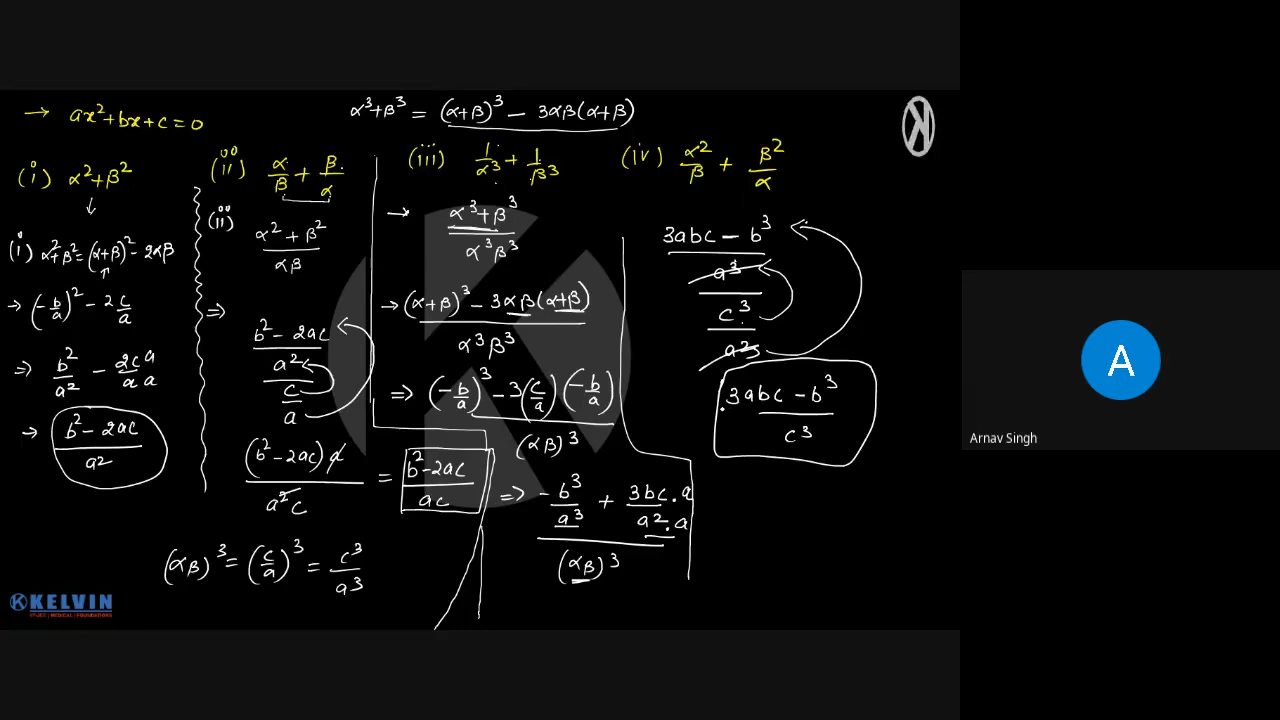 → ax²+bx+c=0
α³+β³ = (α+β)³ − 3αβ(α+β)
(i) α²+β²
(ii) α/β + β/α
(iii) 1/α³ + 1/β³
(iv) α²/β + β²/α
(i) α²+β² = (α+β)² − 2αβ
→ (−b/a)² − 2c/a
⇒ b²/a² − 2c a/a a
→ (b² − 2ac)/a²
(ii)
(α² + β²)/αβ
⇒
b² − 2ac
a²
c
a
(b² − 2ac) a / a² c = (b² − 2ac)/ac
(αβ)³ = (c/a)³ = c³/a³
→ (α³ + β³)/α³β³
→ ((α+β)³ − 3αβ(α+β))/α³β³
⇒ ((−b/a)³ − 3(c/a)(−b/a))/(αβ)³
⇒ (−b³/a³ + 3bc.a/a².a)/(αβ)³
3abc − b³
a³
c³
a³
(3abc − b³)/c³
KELVIN
Arnav Singh
A